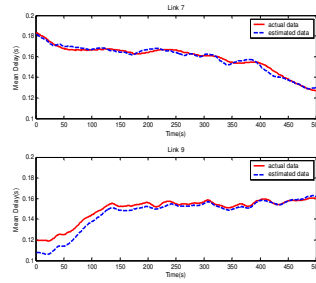 Link 7
0.2
0.18
0.16
0.14
0.12
0.1
Mean Delay(s)
actual data
estimated data
0 50 100 150 200 250 300 350 400 450 500
Time(s)
Link 9
0.2
0.18
0.16
0.14
0.12
0.1
Mean Delay(s)
actual data
estimated data
0 50 100 150 200 250 300 350 400 450 500
Time(s)